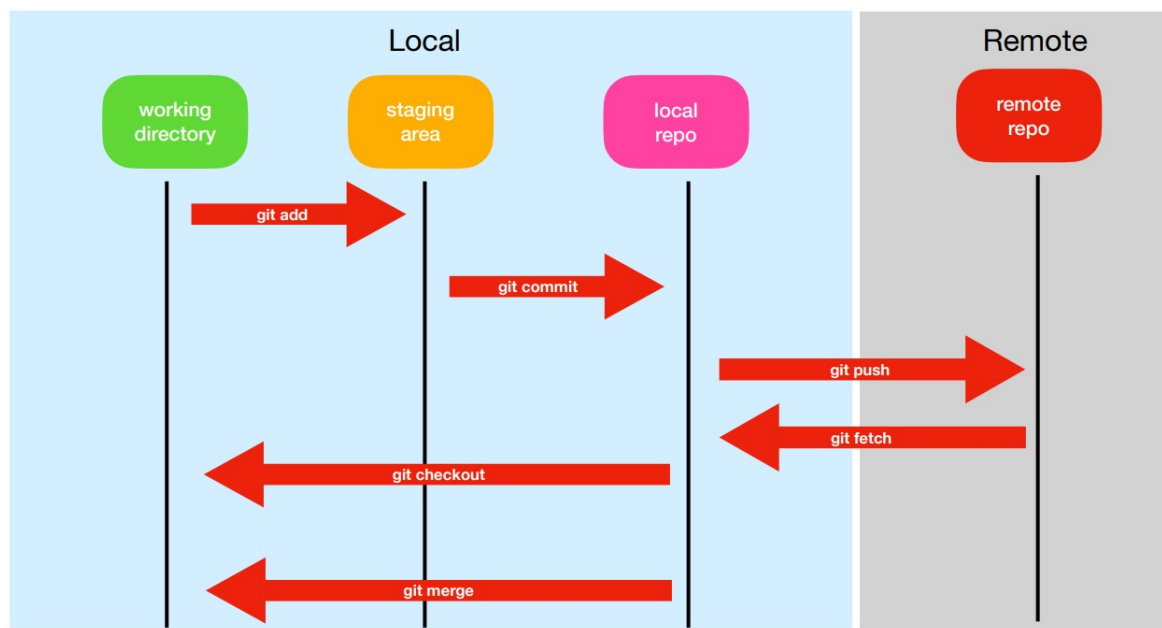 Local
Remote
working
directory
staging
area
local
repo
remote
repo
git add
git commit
git push
git fetch
git checkout
git merge